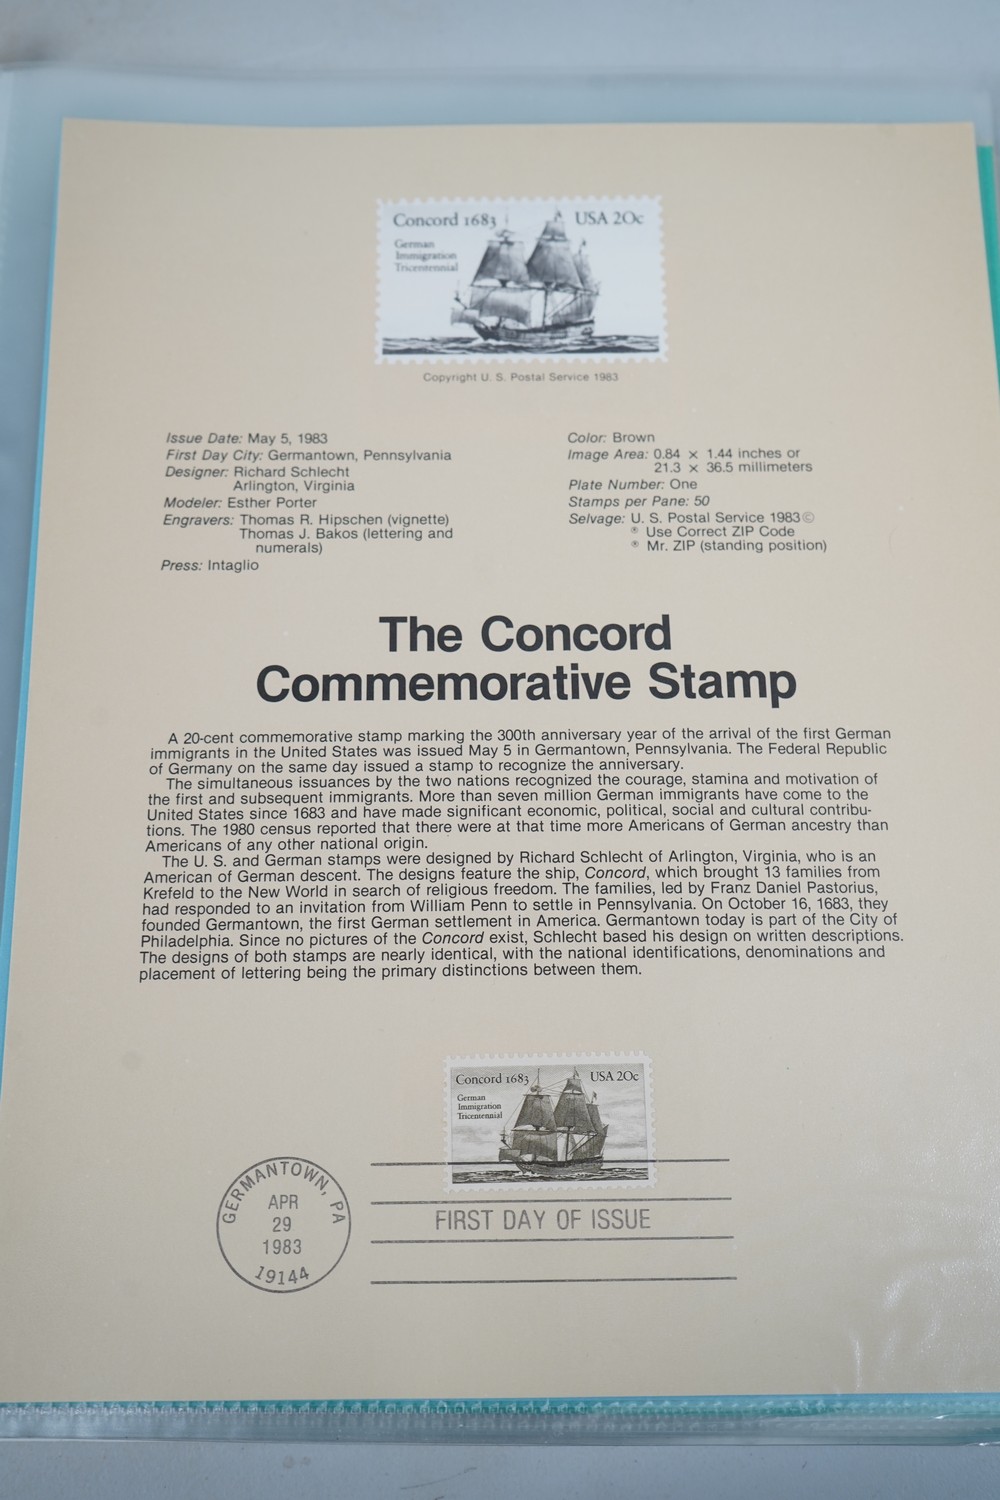 Concord 1683 USA 20c
German
Immigration
Tricentennial
Copyright U. S. Postal Service 1983
Issue Date: May 5, 1983
First Day City: Germantown, Pennsylvania
Designer: Richard Schlecht
Arlington, Virginia
Modeler: Esther Porter
Engravers: Thomas R. Hipschen (vignette)
Thomas J. Bakos (lettering and
numerals)
Press: Intaglio
Color: Brown
Image Area: 0.84 × 1.44 inches or
21.3 × 36.5 millimeters
Plate Number: One
Stamps per Pane: 50
Selvage: U. S. Postal Service 1983©
® Use Correct ZIP Code
® Mr. ZIP (standing position)
The Concord
Commemorative Stamp
A 20-cent commemorative stamp marking the 300th anniversary year of the arrival of the first German
immigrants in the United States was issued May 5 in Germantown, Pennsylvania. The Federal Republic
of Germany on the same day issued a stamp to recognize the anniversary.
The simultaneous issuances by the two nations recognized the courage, stamina and motivation of
the first and subsequent immigrants. More than seven million German immigrants have come to the
United States since 1683 and have made significant economic, political, social and cultural contribu-
tions. The 1980 census reported that there were at that time more Americans of German ancestry than
Americans of any other national origin.
The U. S. and German stamps were designed by Richard Schlecht of Arlington, Virginia, who is an
American of German descent. The designs feature the ship, Concord, which brought 13 families from
Krefeld to the New World in search of religious freedom. The families, led by Franz Daniel Pastorius,
had responded to an invitation from William Penn to settle in Pennsylvania. On October 16, 1683, they
founded Germantown, the first German settlement in America. Germantown today is part of the City of
Philadelphia. Since no pictures of the Concord exist, Schlecht based his design on written descriptions.
The designs of both stamps are nearly identical, with the national identifications, denominations and
placement of lettering being the primary distinctions between them.
Concord 1683 USA 20c
German
Immigration
Tricentennial
GERMANTOWN, PA
APR
29
1983
19144
FIRST DAY OF ISSUE